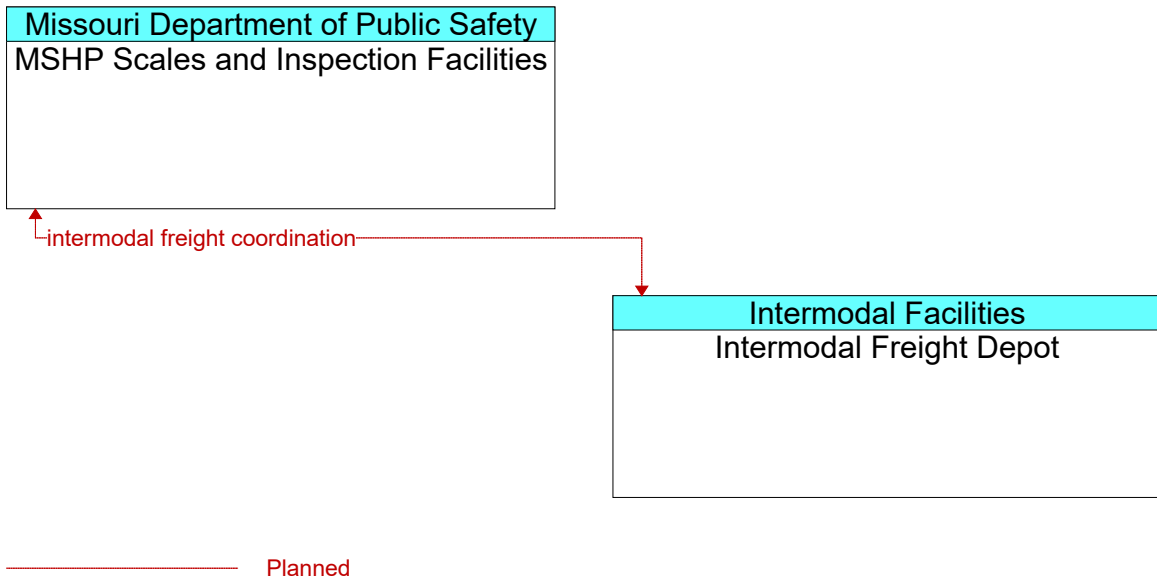 Missouri Department of Public Safety
MSHP Scales and Inspection Facilities
intermodal freight coordination
Intermodal Facilities
Intermodal Freight Depot
Planned